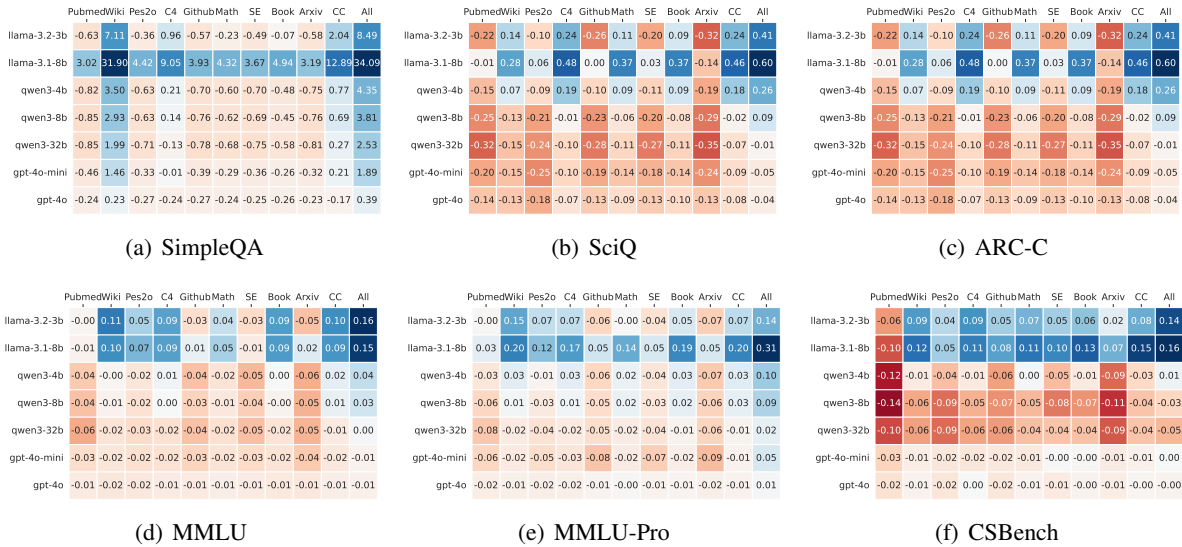 PubmedWiki Pes2o C4 GithubMath SE Book Arxiv CC All
llama-3.2-3b -0.63 7.11 -0.36 0.96 -0.57 -0.23 -0.49 -0.07 -0.58 2.04 8.49
llama-3.1-8b 3.02 31.90 4.42 9.05 3.93 4.32 3.67 4.94 3.19 12.89 34.09
qwen3-4b -0.82 3.50 -0.63 0.21 -0.70 -0.60 -0.70 -0.48 -0.75 0.77 4.35
qwen3-8b -0.85 2.93 -0.63 0.14 -0.76 -0.62 -0.69 -0.45 -0.76 0.69 3.81
qwen3-32b -0.85 1.99 -0.71 -0.13 -0.78 -0.68 -0.75 -0.58 -0.81 0.27 2.53
gpt-4o-mini -0.46 1.46 -0.33 -0.01 -0.39 -0.29 -0.36 -0.26 -0.32 0.21 1.89
gpt-4o -0.24 0.23 -0.27 -0.24 -0.27 -0.24 -0.25 -0.26 -0.23 -0.17 0.39
(a) SimpleQA
PubmedWiki Pes2o C4 GithubMath SE Book Arxiv CC All
llama-3.2-3b -0.22 0.14 -0.10 0.24 -0.26 0.11 -0.20 0.09 -0.32 0.24 0.41
llama-3.1-8b -0.01 0.28 0.06 0.48 0.00 0.37 0.03 0.37 -0.14 0.46 0.60
qwen3-4b -0.15 0.07 -0.09 0.19 -0.10 0.09 -0.11 0.09 -0.19 0.18 0.26
qwen3-8b -0.25 -0.13 -0.21 -0.01 -0.23 -0.06 -0.20 -0.08 -0.29 -0.02 0.09
qwen3-32b -0.32 -0.15 -0.24 -0.10 -0.28 -0.11 -0.27 -0.11 -0.35 -0.07 -0.01
gpt-4o-mini -0.20 -0.15 -0.25 -0.10 -0.19 -0.14 -0.18 -0.14 -0.24 -0.09 -0.05
gpt-4o -0.14 -0.13 -0.18 -0.07 -0.13 -0.09 -0.13 -0.10 -0.13 -0.08 -0.04
(b) SciQ
PubmedWiki Pes2o C4 GithubMath SE Book Arxiv CC All
llama-3.2-3b -0.22 0.14 -0.10 0.24 -0.26 0.11 -0.20 0.09 -0.32 0.24 0.41
llama-3.1-8b -0.01 0.28 0.06 0.48 0.00 0.37 0.03 0.37 -0.14 0.46 0.60
qwen3-4b -0.15 0.07 -0.09 0.19 -0.10 0.09 -0.11 0.09 -0.19 0.18 0.26
qwen3-8b -0.25 -0.13 -0.21 -0.01 -0.23 -0.06 -0.20 -0.08 -0.29 -0.02 0.09
qwen3-32b -0.32 -0.15 -0.24 -0.10 -0.28 -0.11 -0.27 -0.11 -0.35 -0.07 -0.01
gpt-4o-mini -0.20 -0.15 -0.25 -0.10 -0.19 -0.14 -0.18 -0.14 -0.24 -0.09 -0.05
gpt-4o -0.14 -0.13 -0.18 -0.07 -0.13 -0.09 -0.13 -0.10 -0.13 -0.08 -0.04
(c) ARC-C
PubmedWiki Pes2o C4 GithubMath SE Book Arxiv CC All
llama-3.2-3b -0.00 0.11 0.05 0.09 -0.03 0.04 -0.03 0.09 -0.05 0.10 0.16
llama-3.1-8b -0.01 0.10 0.07 0.09 0.01 0.05 -0.01 0.09 0.02 0.09 0.15
qwen3-4b -0.04 -0.00 -0.02 0.01 -0.04 -0.03 -0.05 0.00 -0.06 0.02 0.04
qwen3-8b -0.04 -0.01 -0.02 0.00 -0.04 -0.03 -0.04 -0.00 -0.05 0.01 0.03
qwen3-32b -0.06 -0.02 -0.03 -0.02 -0.04 -0.04 -0.05 -0.02 -0.05 -0.01 0.00
gpt-4o-mini -0.03 -0.02 -0.02 -0.02 -0.03 -0.02 -0.03 -0.02 -0.04 -0.02 -0.01
gpt-4o -0.01 -0.01 -0.02 -0.01 -0.02 -0.01 -0.02 -0.01 -0.02 -0.01 -0.01
(d) MMLU
PubmedWiki Pes2o C4 GithubMath SE Book Arxiv CC All
llama-3.2-3b -0.00 0.15 0.07 0.07 -0.06 -0.00 -0.04 0.05 -0.07 0.07 0.14
llama-3.1-8b 0.03 0.20 0.12 0.17 0.05 0.14 0.05 0.19 0.05 0.20 0.31
qwen3-4b -0.04 0.03 -0.01 0.03 -0.06 -0.02 -0.04 0.03 -0.07 0.03 0.10
qwen3-8b -0.05 0.01 -0.02 0.02 -0.05 -0.02 -0.04 0.02 -0.06 0.02 0.09
qwen3-32b -0.08 -0.02 -0.04 -0.02 -0.06 -0.04 -0.06 -0.01 -0.06 -0.01 0.02
gpt-4o-mini -0.06 -0.02 -0.05 -0.03 -0.08 -0.02 -0.07 -0.02 -0.09 -0.01 0.05
gpt-4o -0.02 -0.01 -0.02 -0.01 -0.01 -0.00 -0.01 -0.00 -0.02 -0.00 0.01
(e) MMLU-Pro
PubmedWiki Pes2o C4 GithubMath SE Book Arxiv CC All
llama-3.2-3b -0.06 0.09 0.04 0.09 0.05 0.07 0.05 0.06 0.02 0.08 0.14
llama-3.1-8b -0.10 0.12 0.05 0.11 0.08 0.11 0.10 0.13 0.07 0.15 0.16
qwen3-4b -0.12 -0.01 -0.04 -0.01 -0.06 0.00 -0.04 -0.02 -0.09 -0.03 0.01
qwen3-8b -0.14 -0.06 -0.09 -0.05 -0.07 -0.05 -0.08 -0.07 -0.11 -0.04 -0.03
qwen3-32b -0.10 -0.06 -0.09 -0.06 -0.06 -0.04 -0.04 -0.04 -0.09 -0.04 -0.05
gpt-4o-mini -0.03 -0.01 -0.02 -0.01 -0.02 -0.01 -0.00 -0.00 -0.02 -0.01 0.00
gpt-4o -0.02 -0.01 -0.02 0.00 -0.02 -0.01 -0.02 -0.01 -0.01 0.00 -0.01
(f) CSBench